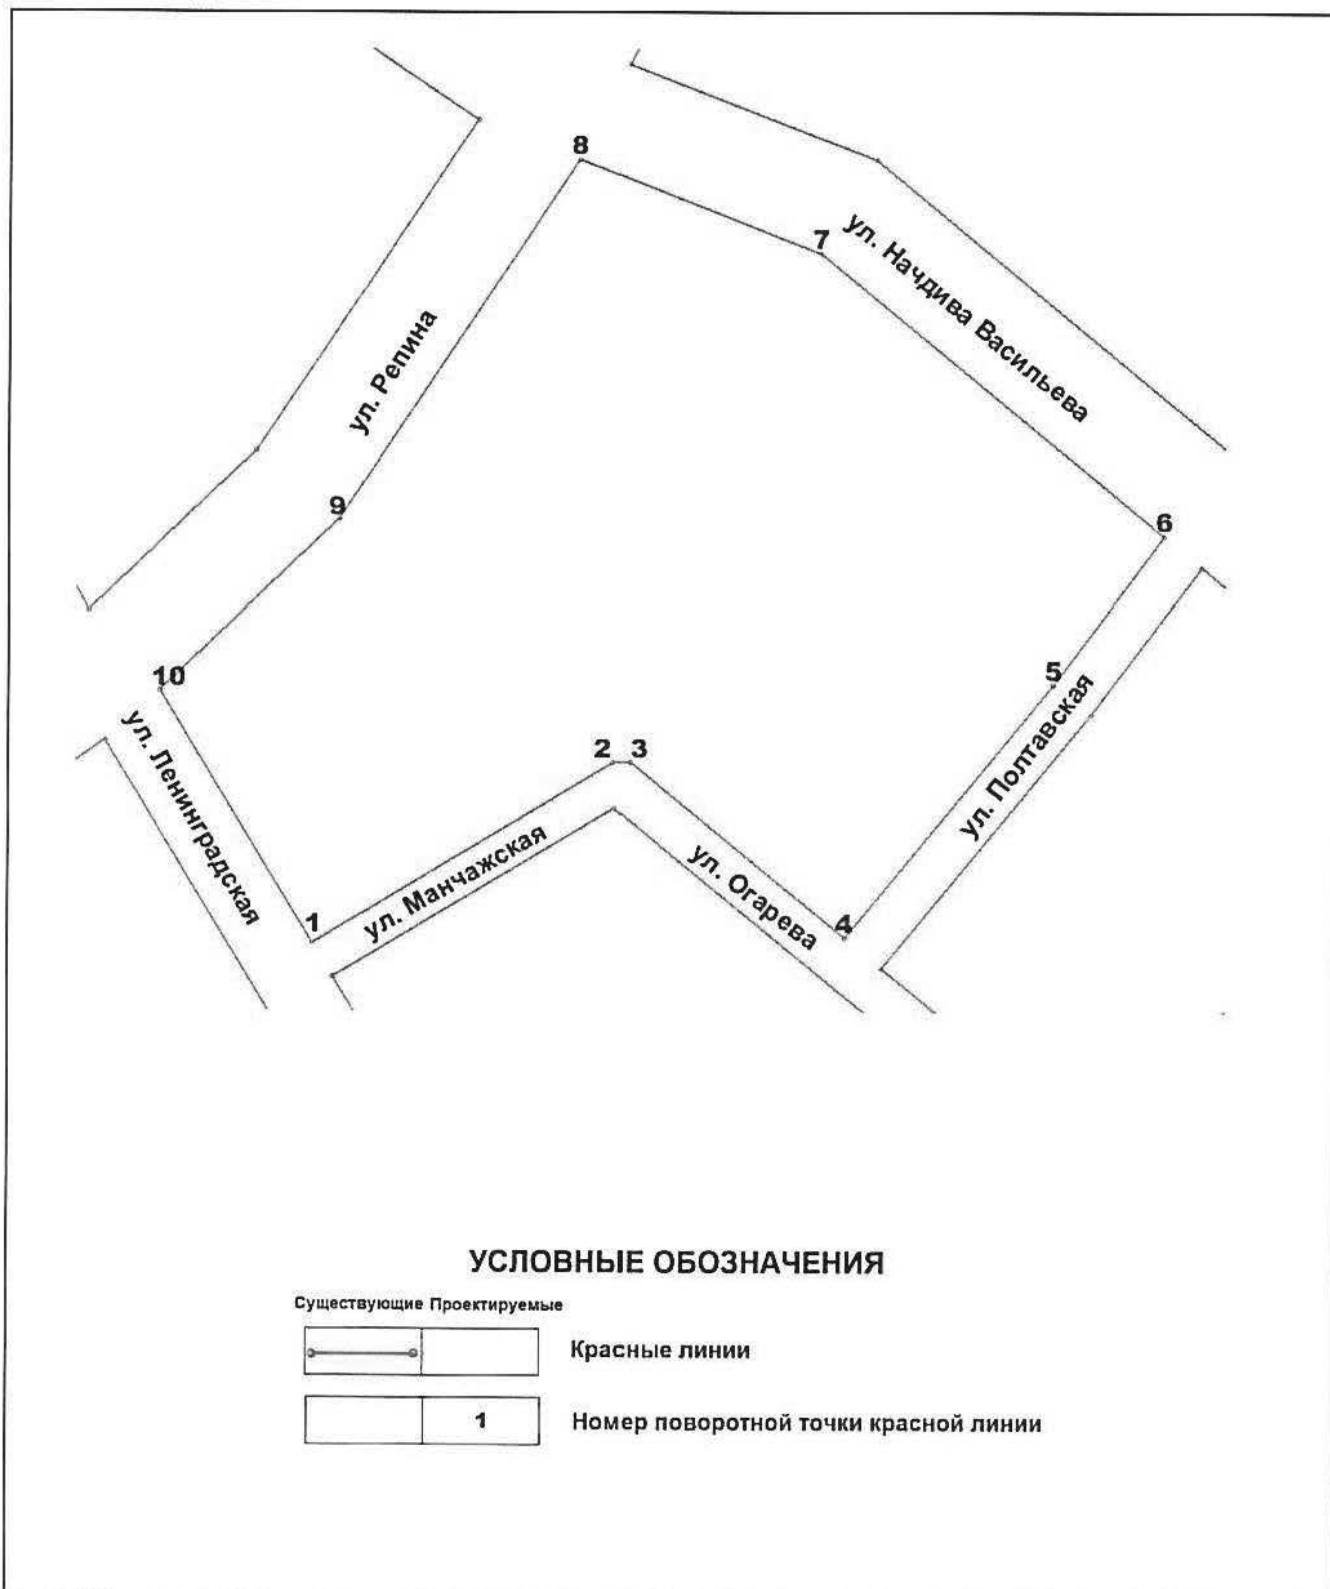 8
7
ул. Начдива Васильева
ул. Репина
9
6
10
5
ул. Ленинградская
2 3
ул. Полтавская
1
ул. Манчажская
ул. Огарева
4
УСЛОВНЫЕ ОБОЗНАЧЕНИЯ
Существующие Проектируемые
Красные линии
1 Номер поворотной точки красной линии